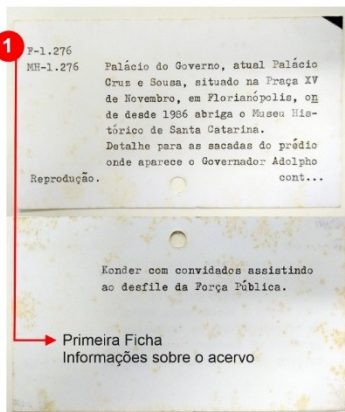 1
F-1.276
MH-1.276 Palácio do Governo, atual Palácio
Cruz e Sousa, situado na Praça XV
de Novembro, em Florianópolis, on
de desde 1986 abriga o Museu His-
tórico de Santa Catarina.
Detalhe para as sacadas do prédio
onde aparece o Governador Adolpho
Reprodução. cont...
Konder com convidados assistindo
ao desfile da Força Pública.
Primeira Ficha
Informações sobre o acervo